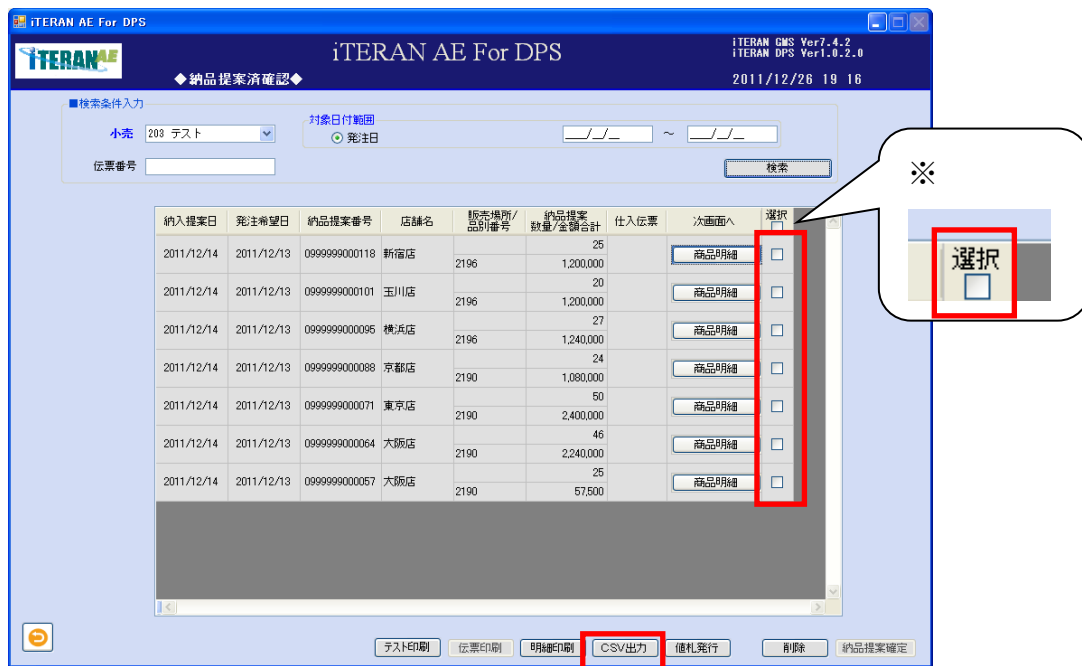 iTERAN AE For DPS
iTERAN AE
iTERAN AE For DPS
iTERAN GMS Ver7.4.2
iTERAN DPS Ver1.0.2.0
◆納品提案済確認◆
2011/12/26 19 16
■検索条件入力
小売 203 テスト
対象日付範囲
発注日 __/_/_ ～ __/_/_
伝票番号
検索
※
選択
納入提案日 発注希望日 納品提案番号 店舗名 販売場所/品別番号 納品提案数量/金額合計 仕入伝票 次画面へ 選択
2011/12/14 2011/12/13 0999999000118 新宿店 2196 25 1,200,000 商品明細
2011/12/14 2011/12/13 0999999000101 玉川店 2196 20 1,200,000 商品明細
2011/12/14 2011/12/13 0999999000095 横浜店 2196 27 1,240,000 商品明細
2011/12/14 2011/12/13 0999999000088 京都店 2190 24 1,080,000 商品明細
2011/12/14 2011/12/13 0999999000071 東京店 2190 50 2,400,000 商品明細
2011/12/14 2011/12/13 0999999000064 大阪店 2190 46 2,240,000 商品明細
2011/12/14 2011/12/13 0999999000057 大阪店 2190 25 57,500 商品明細
テスト印刷 伝票印刷 明細印刷 CSV出力 値札発行 削除 納品提案確定